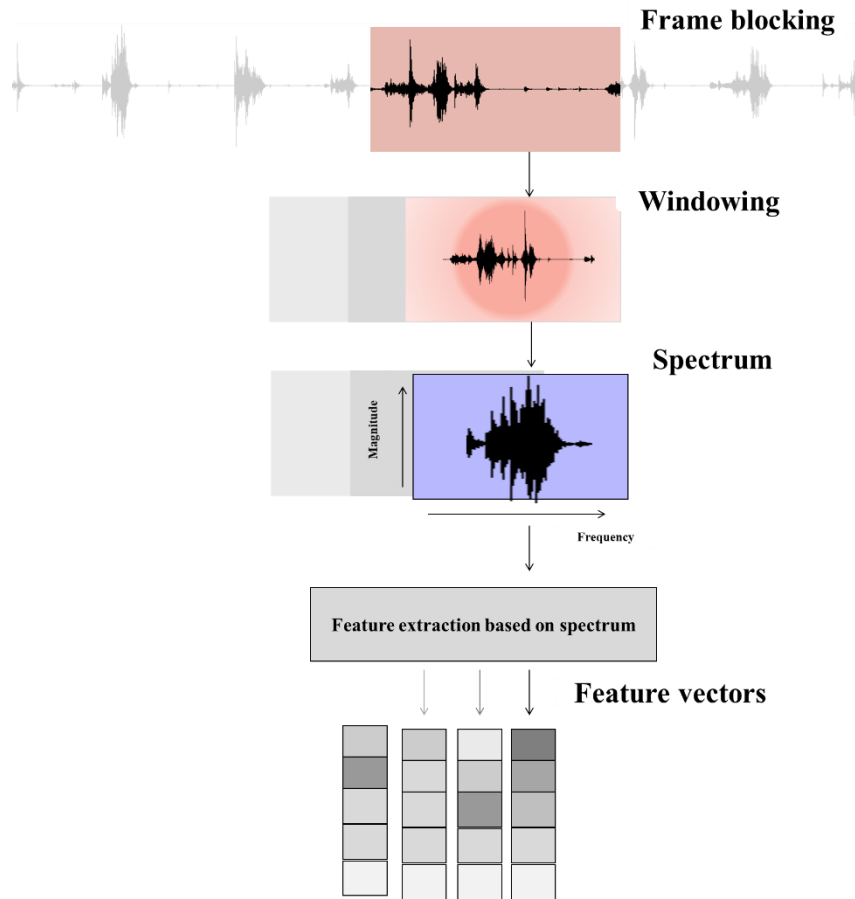 Frame blocking
Windowing
Spectrum
Magnitude
Frequency
Feature extraction based on spectrum
Feature vectors